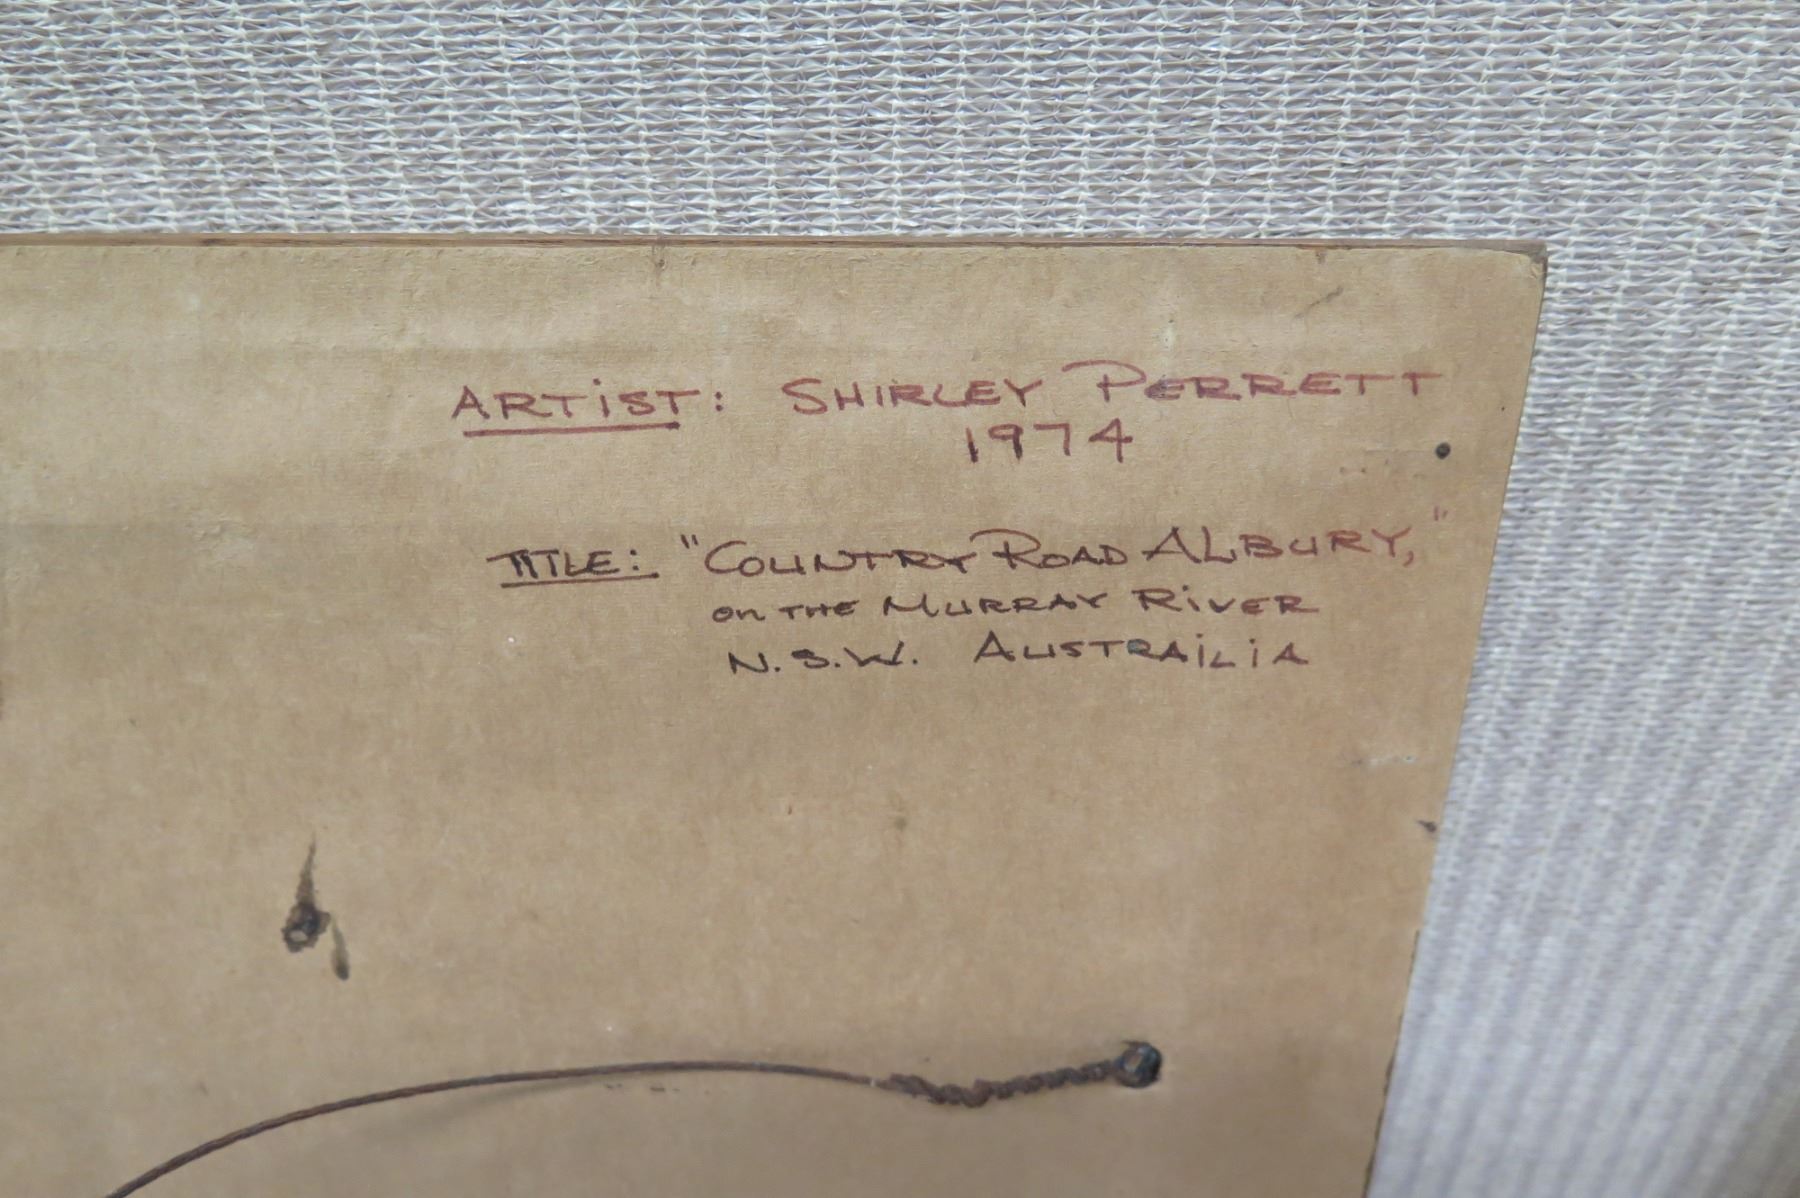 ARTiST: SHIRLEY PERRETT
1974
TITLE: "COUNTRY ROAD ALBURY,"
on THE MURRAY RiVER
N.S.W. AUSTRAiLiA